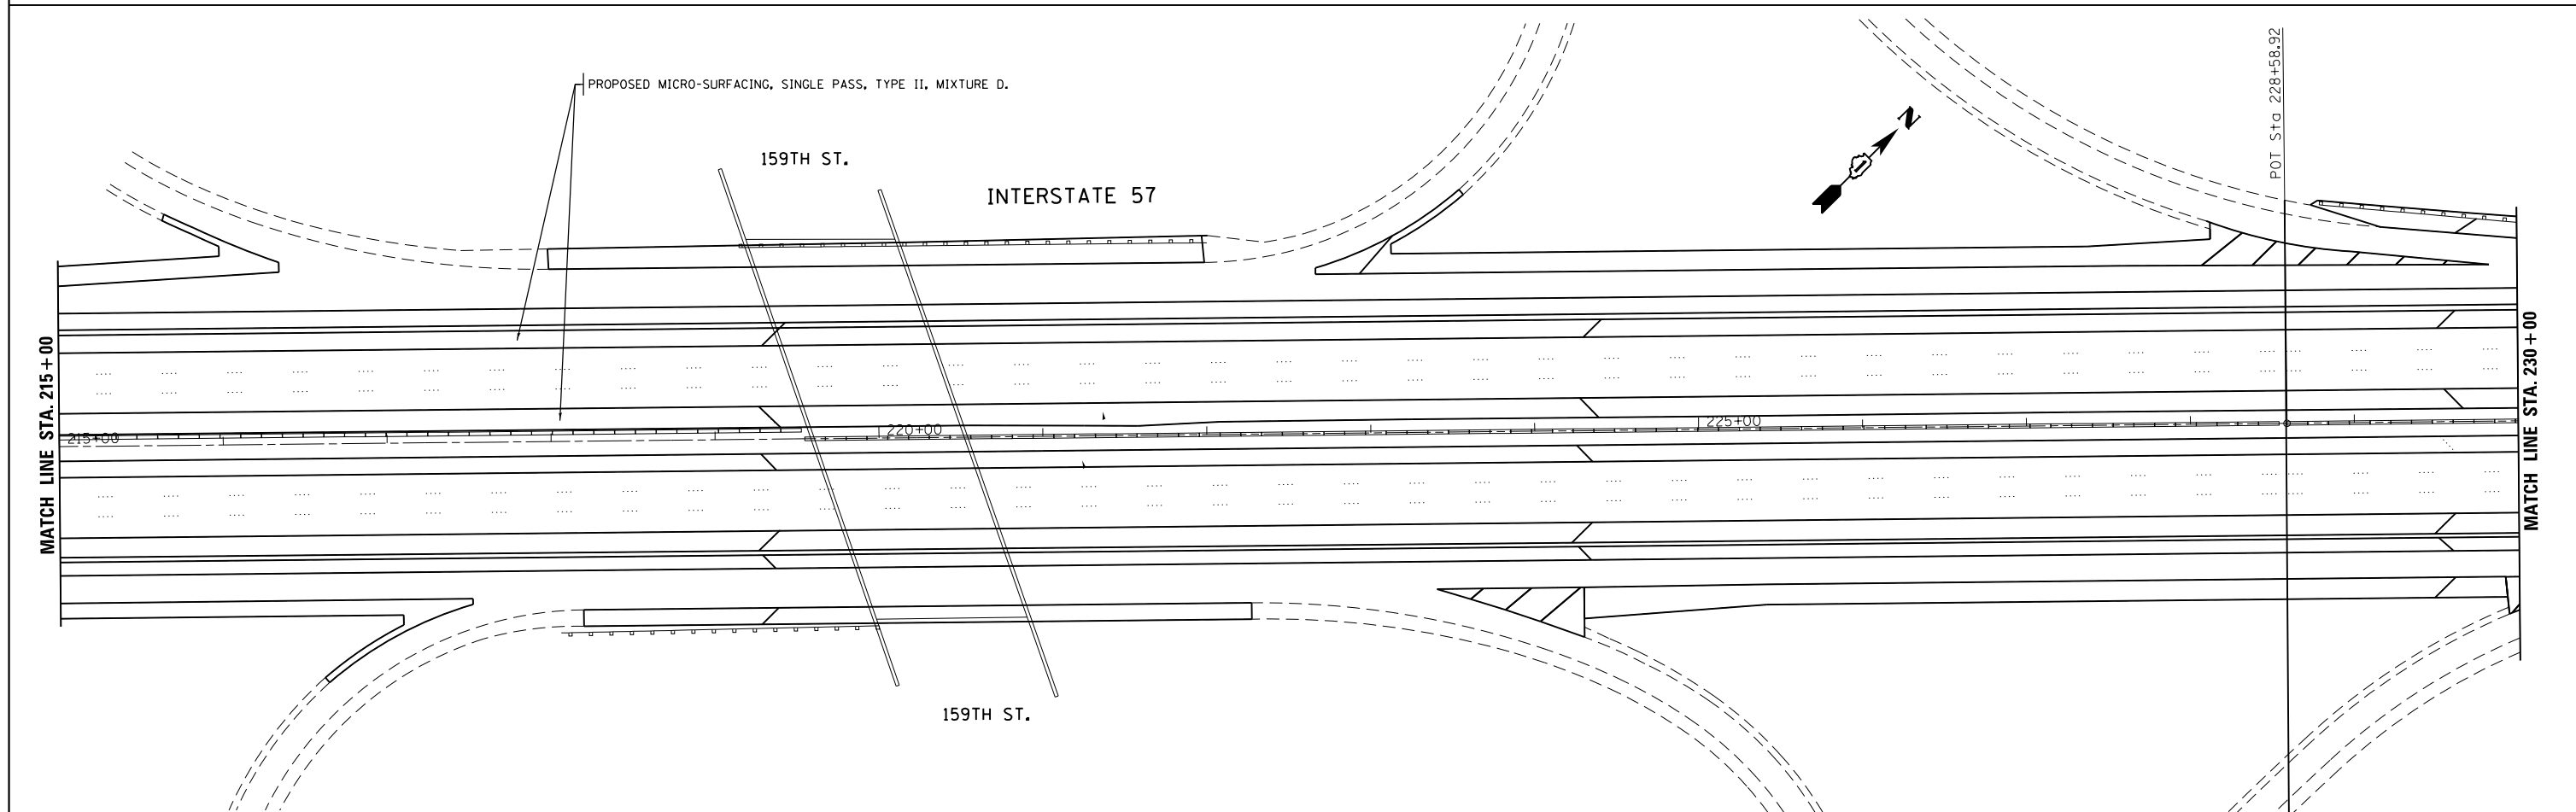 POT Sta 228+58.92
PROPOSED MICRO-SURFACING, SINGLE PASS, TYPE II, MIXTURE D.
N
159TH ST.
INTERSTATE 57
MATCH LINE STA. 215+00
215+00
220+00
225+00
MATCH LINE STA. 230+00
159TH ST.